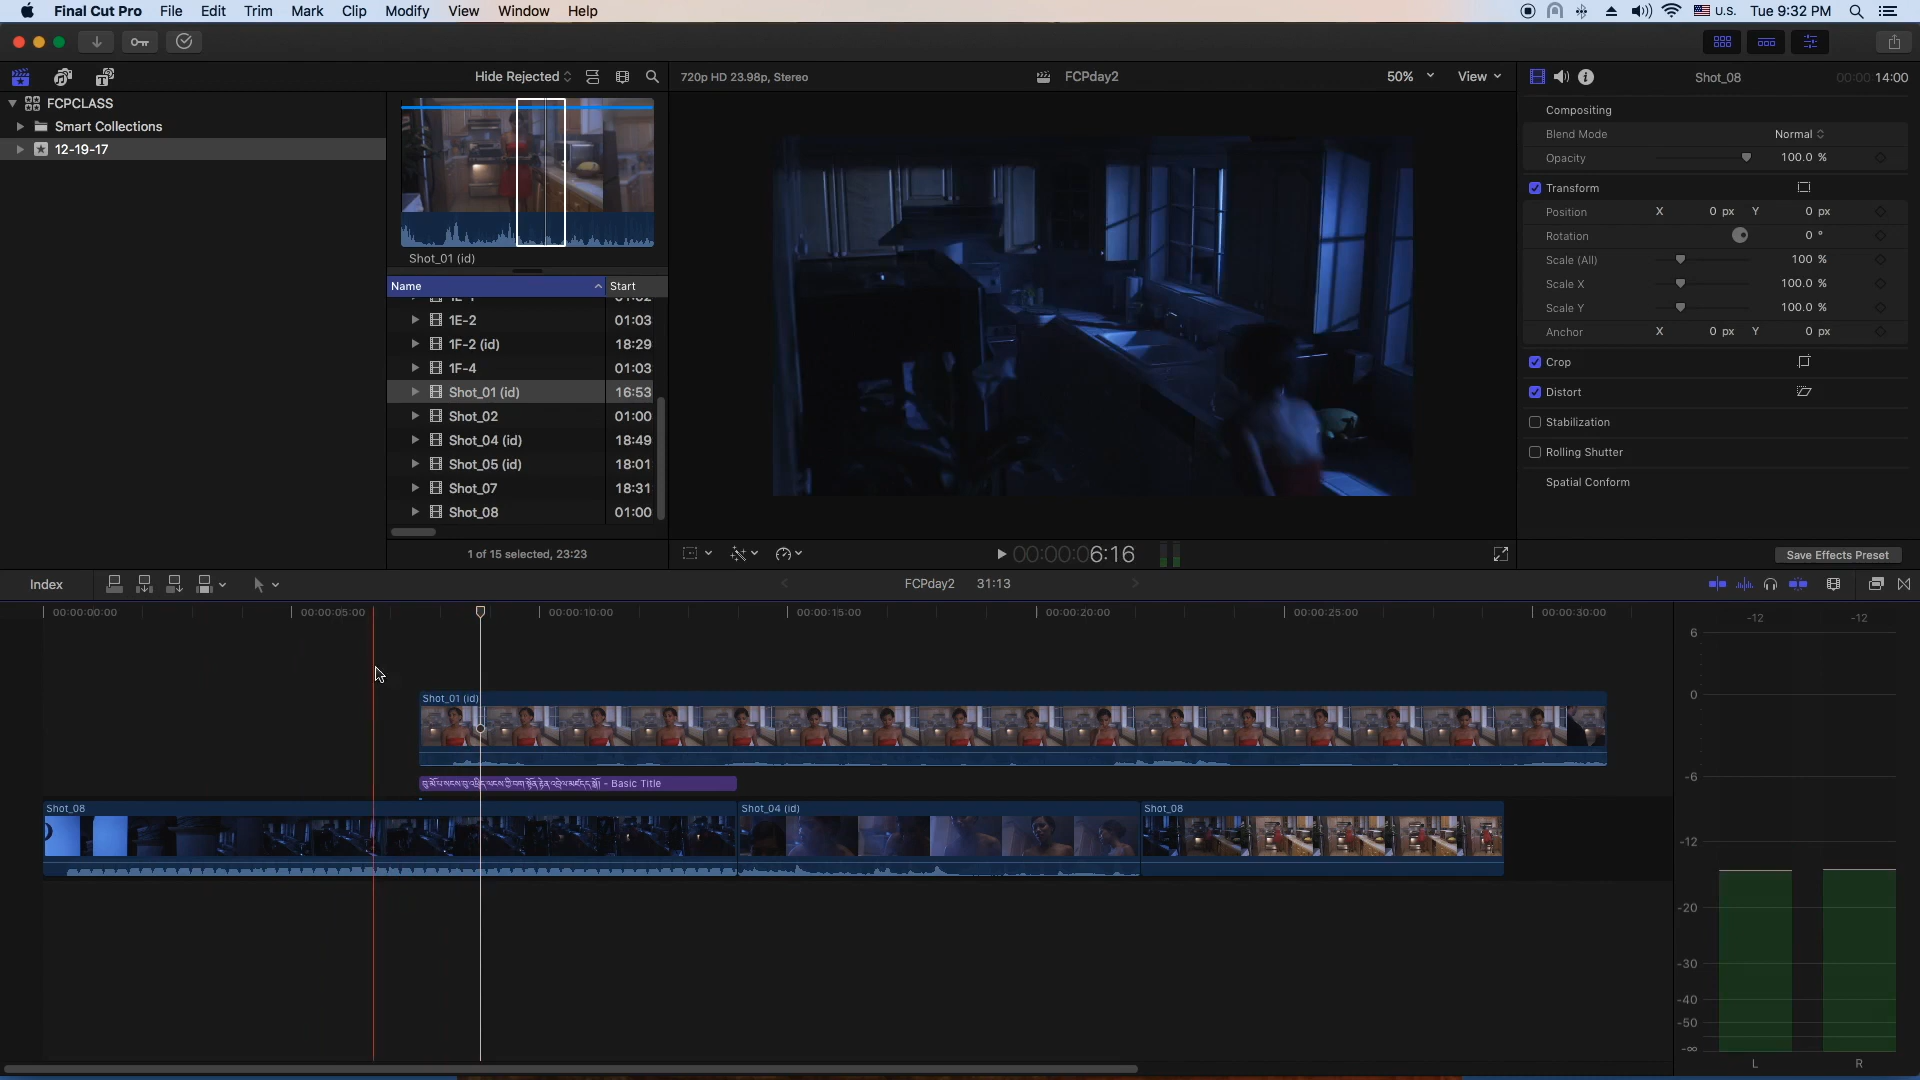 Final Cut Pro File Edit Trim Mark Clip Modify View Window Help U.S. Tue 9:32 PM
Hide Rejected 720p HD 23.98p, Stereo FCPday2 50% View Shot_08 00:00:14:00
FCPCLASS
Smart Collections
12-19-17
Shot_01 (id)
Name Start
1E-2 01:03
1F-2 (id) 18:29
1F-4 01:03
Shot_01 (id) 16:53
Shot_02 01:00
Shot_04 (id) 18:49
Shot_05 (id) 18:01
Shot_07 18:31
Shot_08 01:00
1 of 15 selected, 23:23
00:00:06:16
Compositing
Blend Mode Normal
Opacity 100.0 %
Transform
Position X 0 px Y 0 px
Rotation 0 °
Scale (All) 100 %
Scale X 100.0 %
Scale Y 100.0 %
Anchor X 0 px Y 0 px
Crop
Distort
Stabilization
Rolling Shutter
Spatial Conform
Save Effects Preset
Index FCPday2 31:13
00:00:00:00 00:00:05:00 00:00:10:00 00:00:15:00 00:00:20:00 00:00:25:00 00:00:30:00
Shot_01 (id)
- Basic Title
Shot_08 Shot_04 (id) Shot_08
-12 -12
6
0
-6
-12
-20
-30
-40
-50
-∞
L R